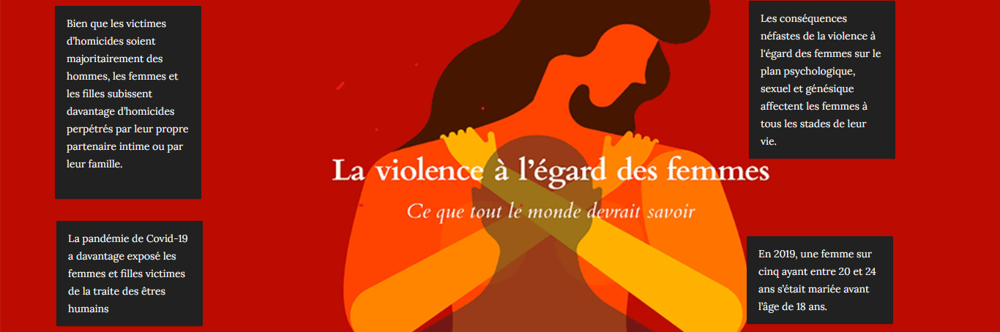 Bien que les victimes
d'homicides soient
majoritairement des
hommes, les femmes et
les filles subissent
davantage d'homicides
perpétrés par leur propre
partenaire intime ou par
leur famille.
La pandémie de Covid-19
a davantage exposé les
femmes et filles victimes
de la traite des êtres
humains
La violence à l'égard des femmes
Ce que tout le monde devrait savoir
Les conséquences
néfastes de la violence à
l'égard des femmes sur le
plan psychologique,
sexuel et génésique
affectent les femmes à
tous les stades de leur
vie.
En 2019, une femme sur
cinq ayant entre 20 et 24
ans s'était mariée avant
l'âge de 18 ans.